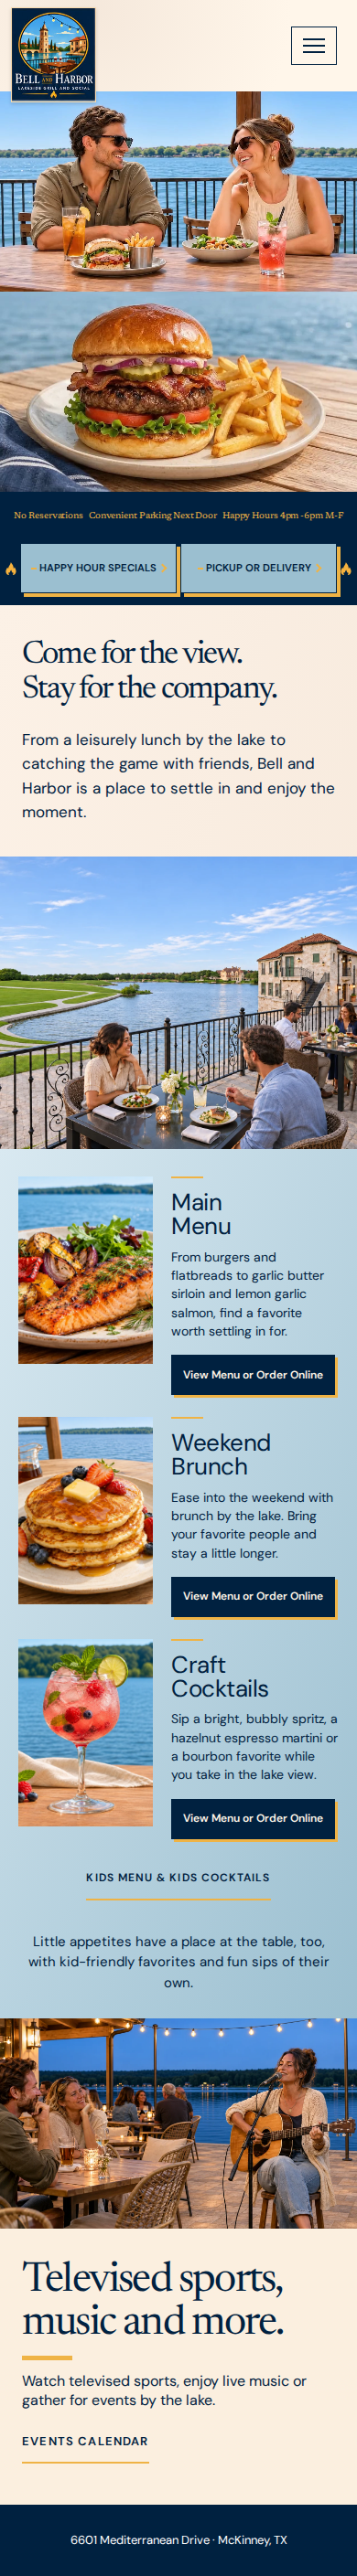 BELL AND HARBOR
LAKESIDE GRILL AND SOCIAL
No Reservations Convenient Parking Next Door Happy Hours 4pm -6pm M-F
HAPPY HOUR SPECIALS
PICKUP OR DELIVERY
Come for the view.
Stay for the company.
From a leisurely lunch by the lake to
catching the game with friends, Bell and
Harbor is a place to settle in and enjoy the
moment.
Main
Menu
From burgers and
flatbreads to garlic butter
sirloin and lemon garlic
salmon, find a favorite
worth settling in for.
View Menu or Order Online
Weekend
Brunch
Ease into the weekend with
brunch by the lake. Bring
your favorite people and
stay a little longer.
View Menu or Order Online
Craft
Cocktails
Sip a bright, bubbly spritz, a
hazelnut espresso martini or
a bourbon favorite while
you take in the lake view.
View Menu or Order Online
KIDS MENU & KIDS COCKTAILS
Little appetites have a place at the table, too,
with kid-friendly favorites and fun sips of their
own.
Televised sports,
music and more.
Watch televised sports, enjoy live music or
gather for events by the lake.
EVENTS CALENDAR
6601 Mediterranean Drive · McKinney, TX